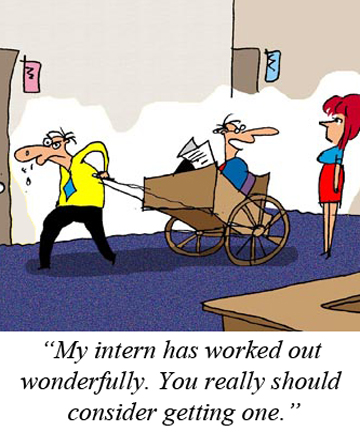 “My intern has worked out
wonderfully. You really should
consider getting one.”